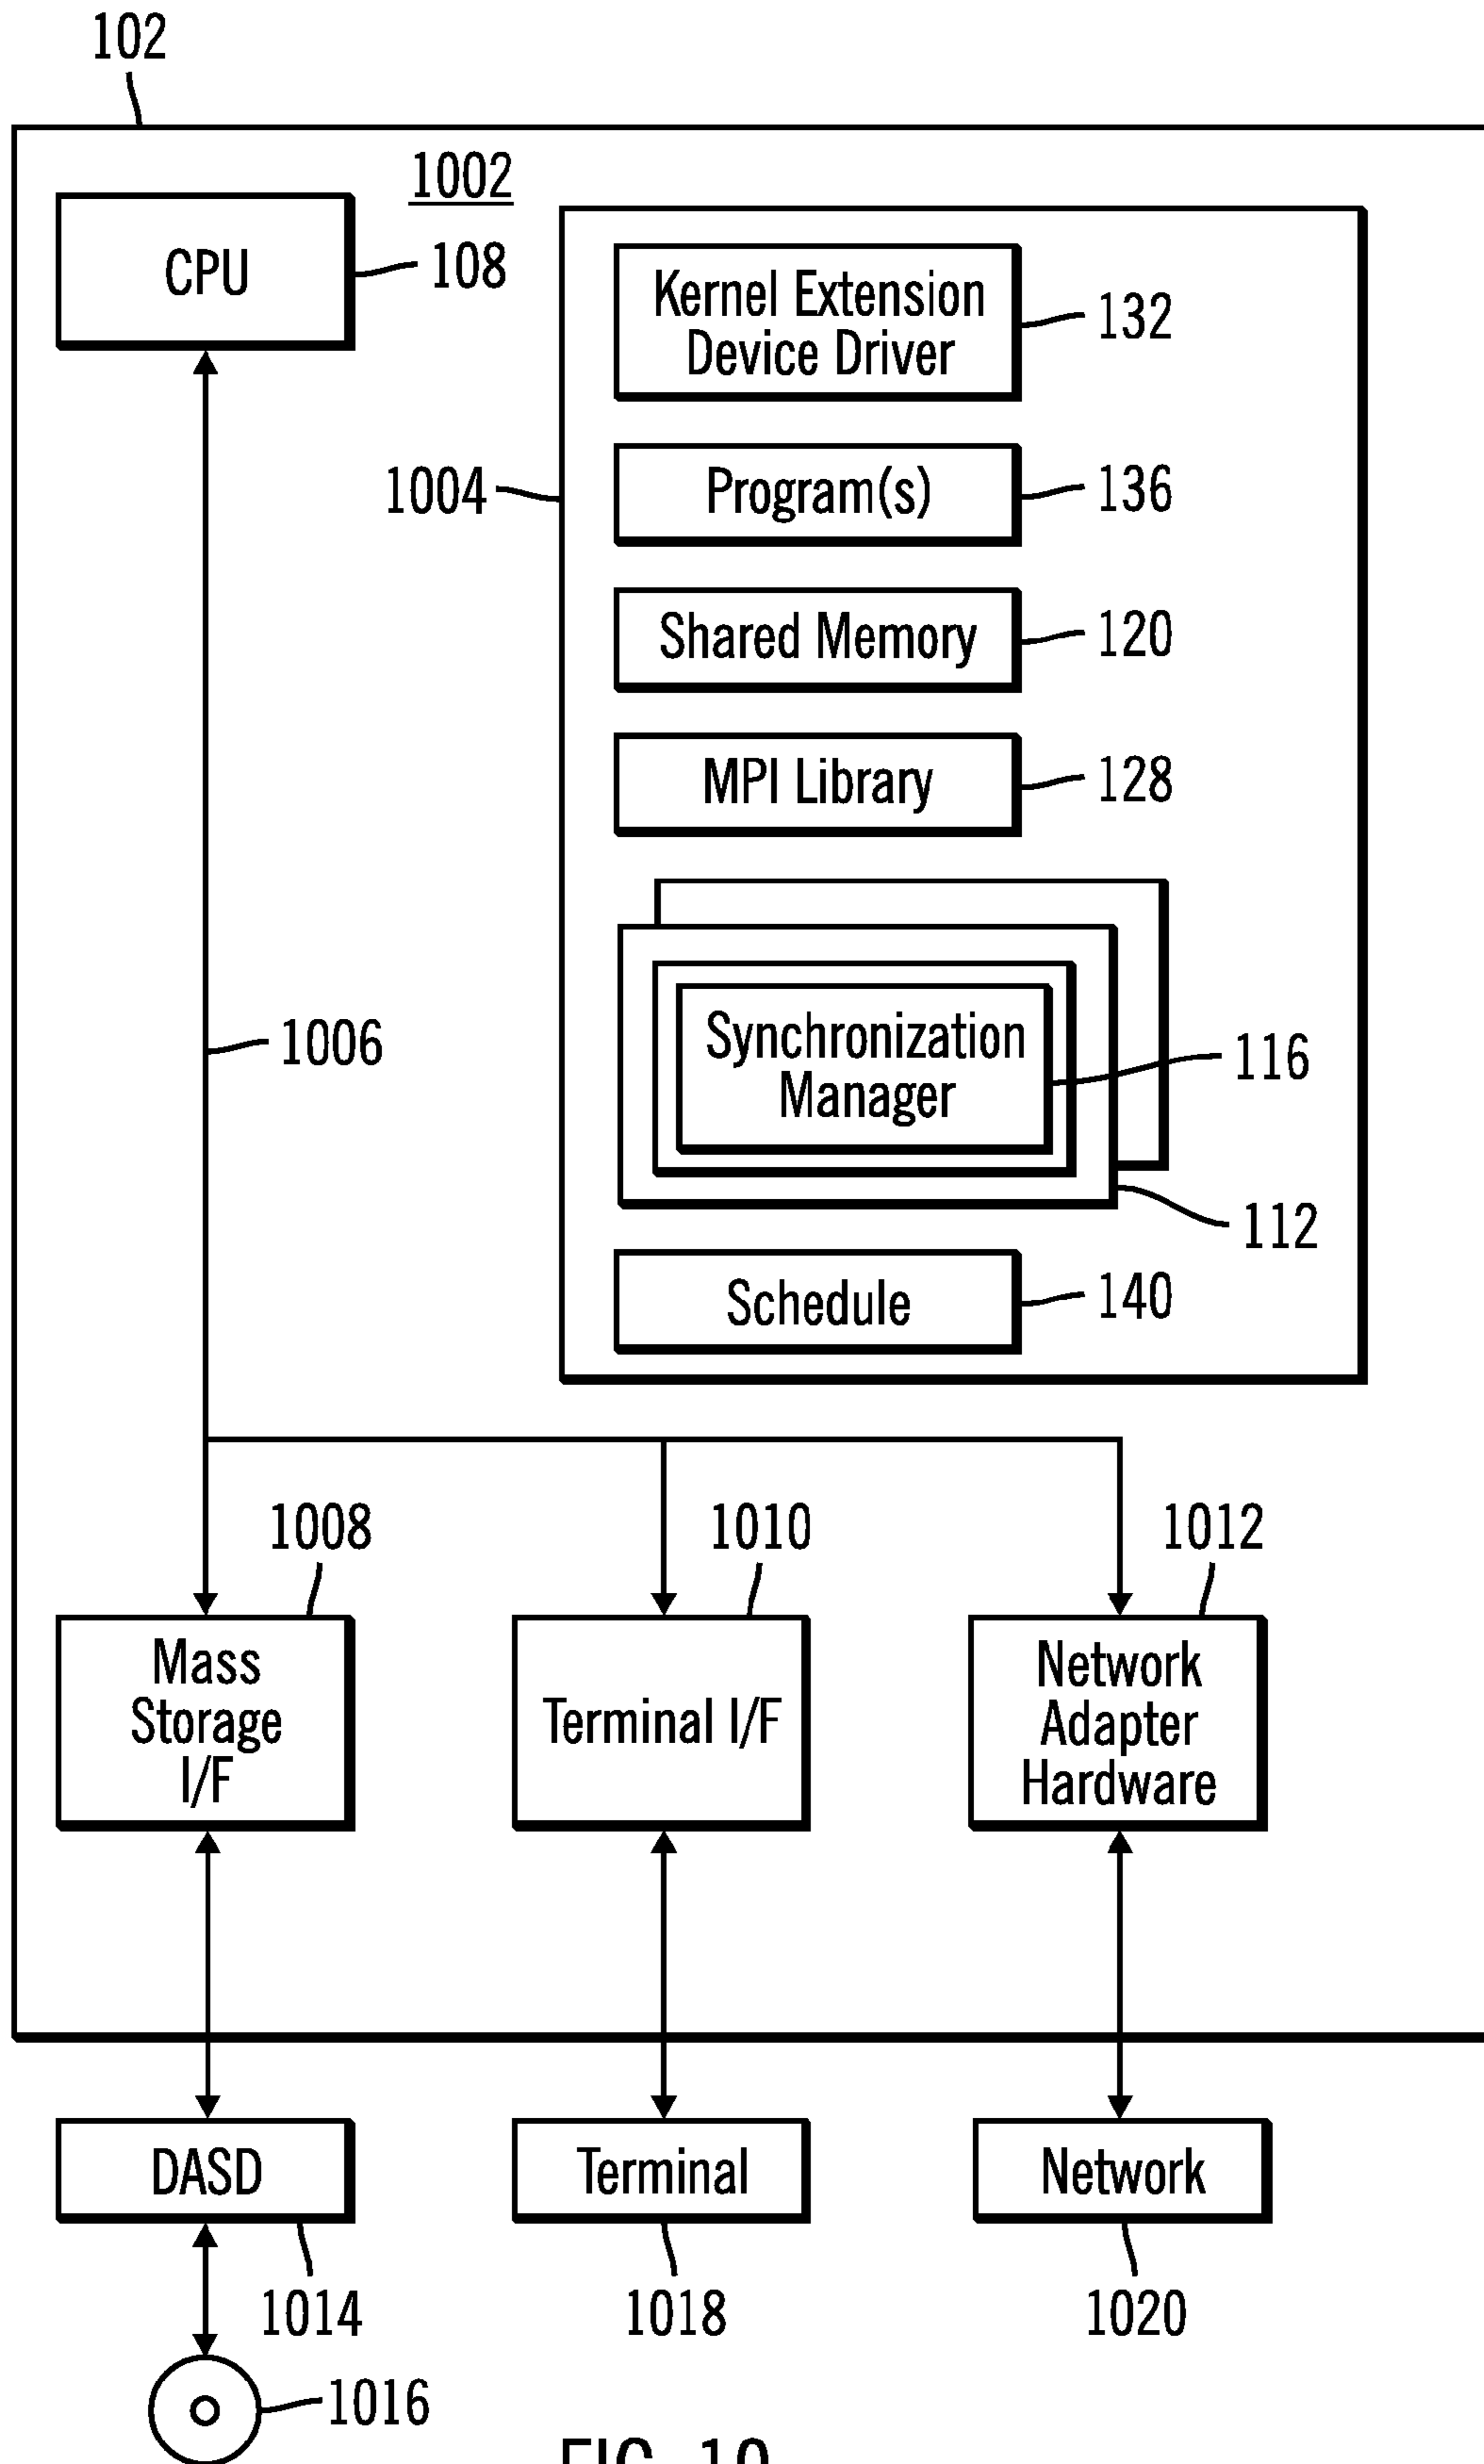 102
1002
CPU
108
Kernel Extension
Device Driver
132
1004
Program(s)
136
Shared Memory
120
MPI Library
128
Synchronization
Manager
116
1006
112
Schedule
140
1008
1010
1012
Mass
Storage
I/F
Terminal I/F
Network
Adapter
Hardware
DASD
Terminal
Network
1014
1018
1020
1016
FIG. 10